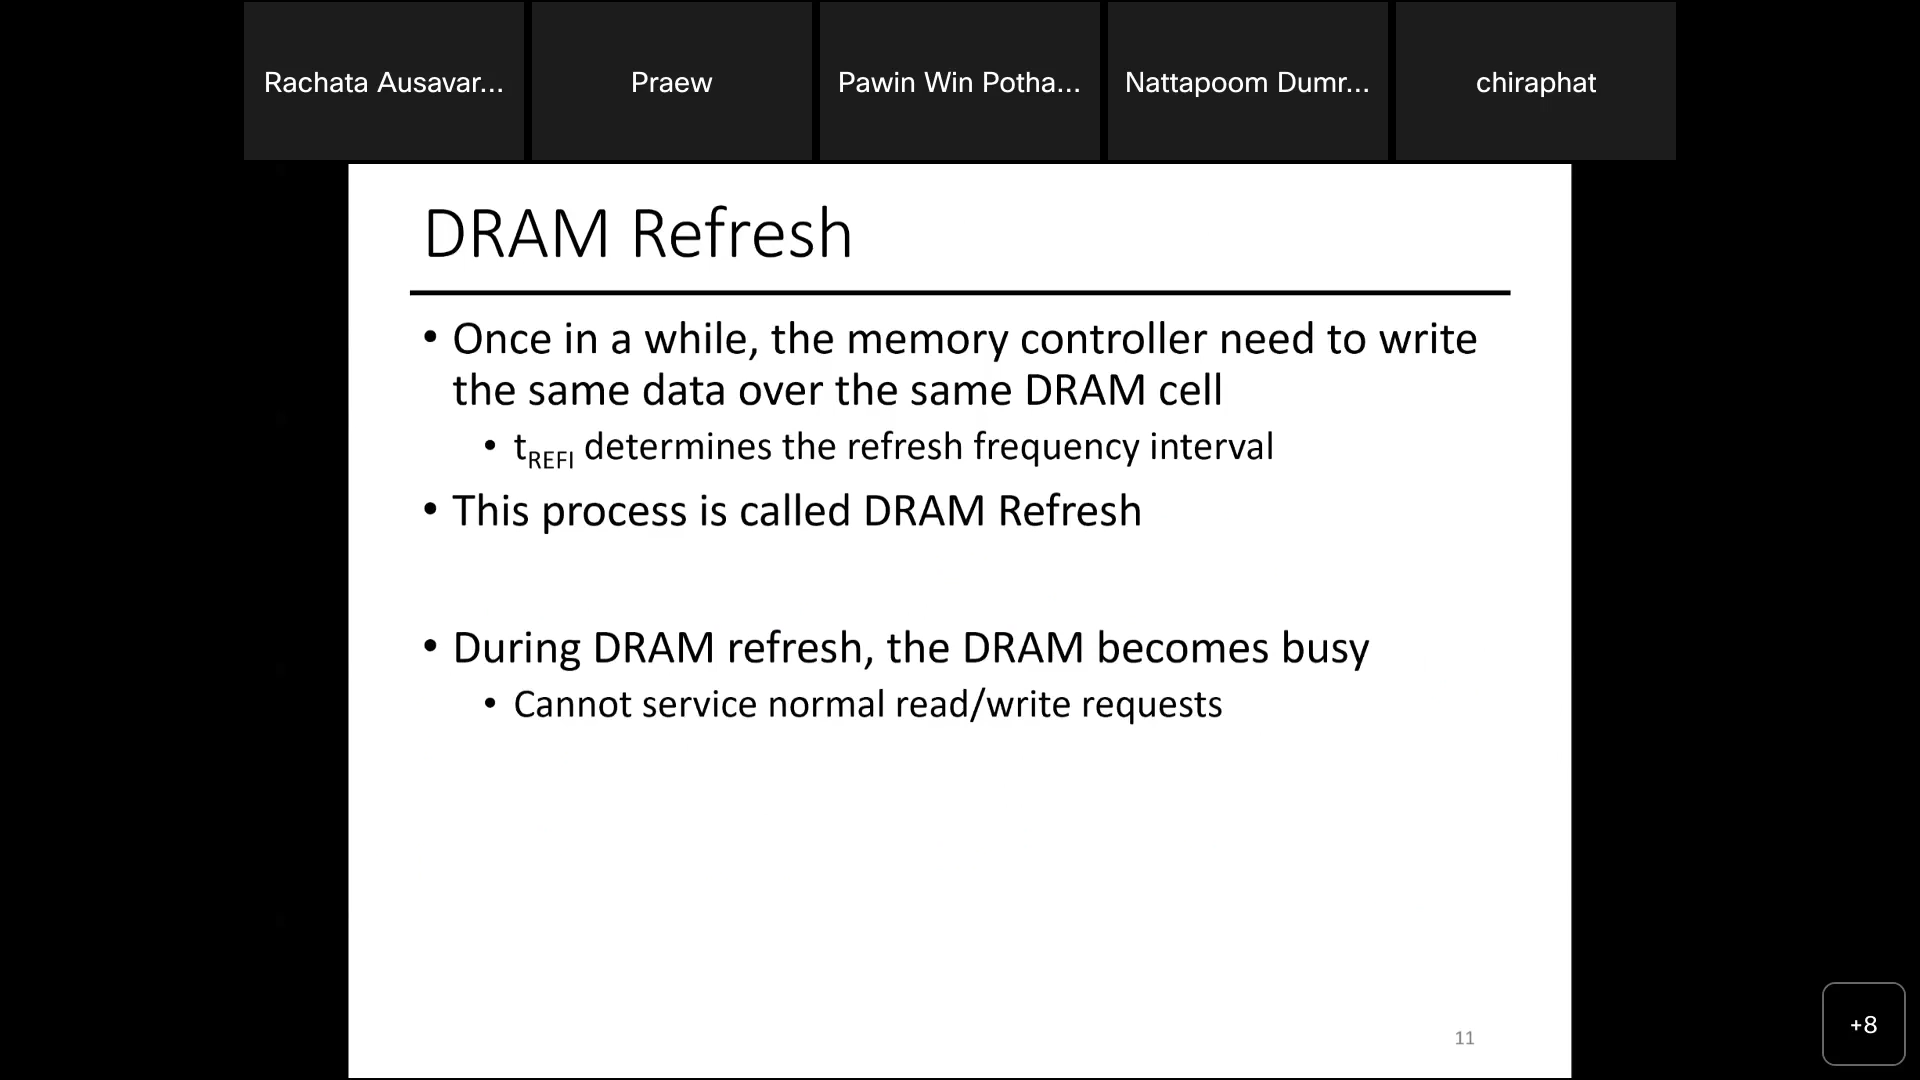 Rachata Ausavar...
Praew
Pawin Win Potha...
Nattapoom Dumr...
chiraphat
DRAM Refresh
• Once in a while, the memory controller need to write
the same data over the same DRAM cell
• tREFI determines the refresh frequency interval
• This process is called DRAM Refresh
• During DRAM refresh, the DRAM becomes busy
• Cannot service normal read/write requests
11
+8